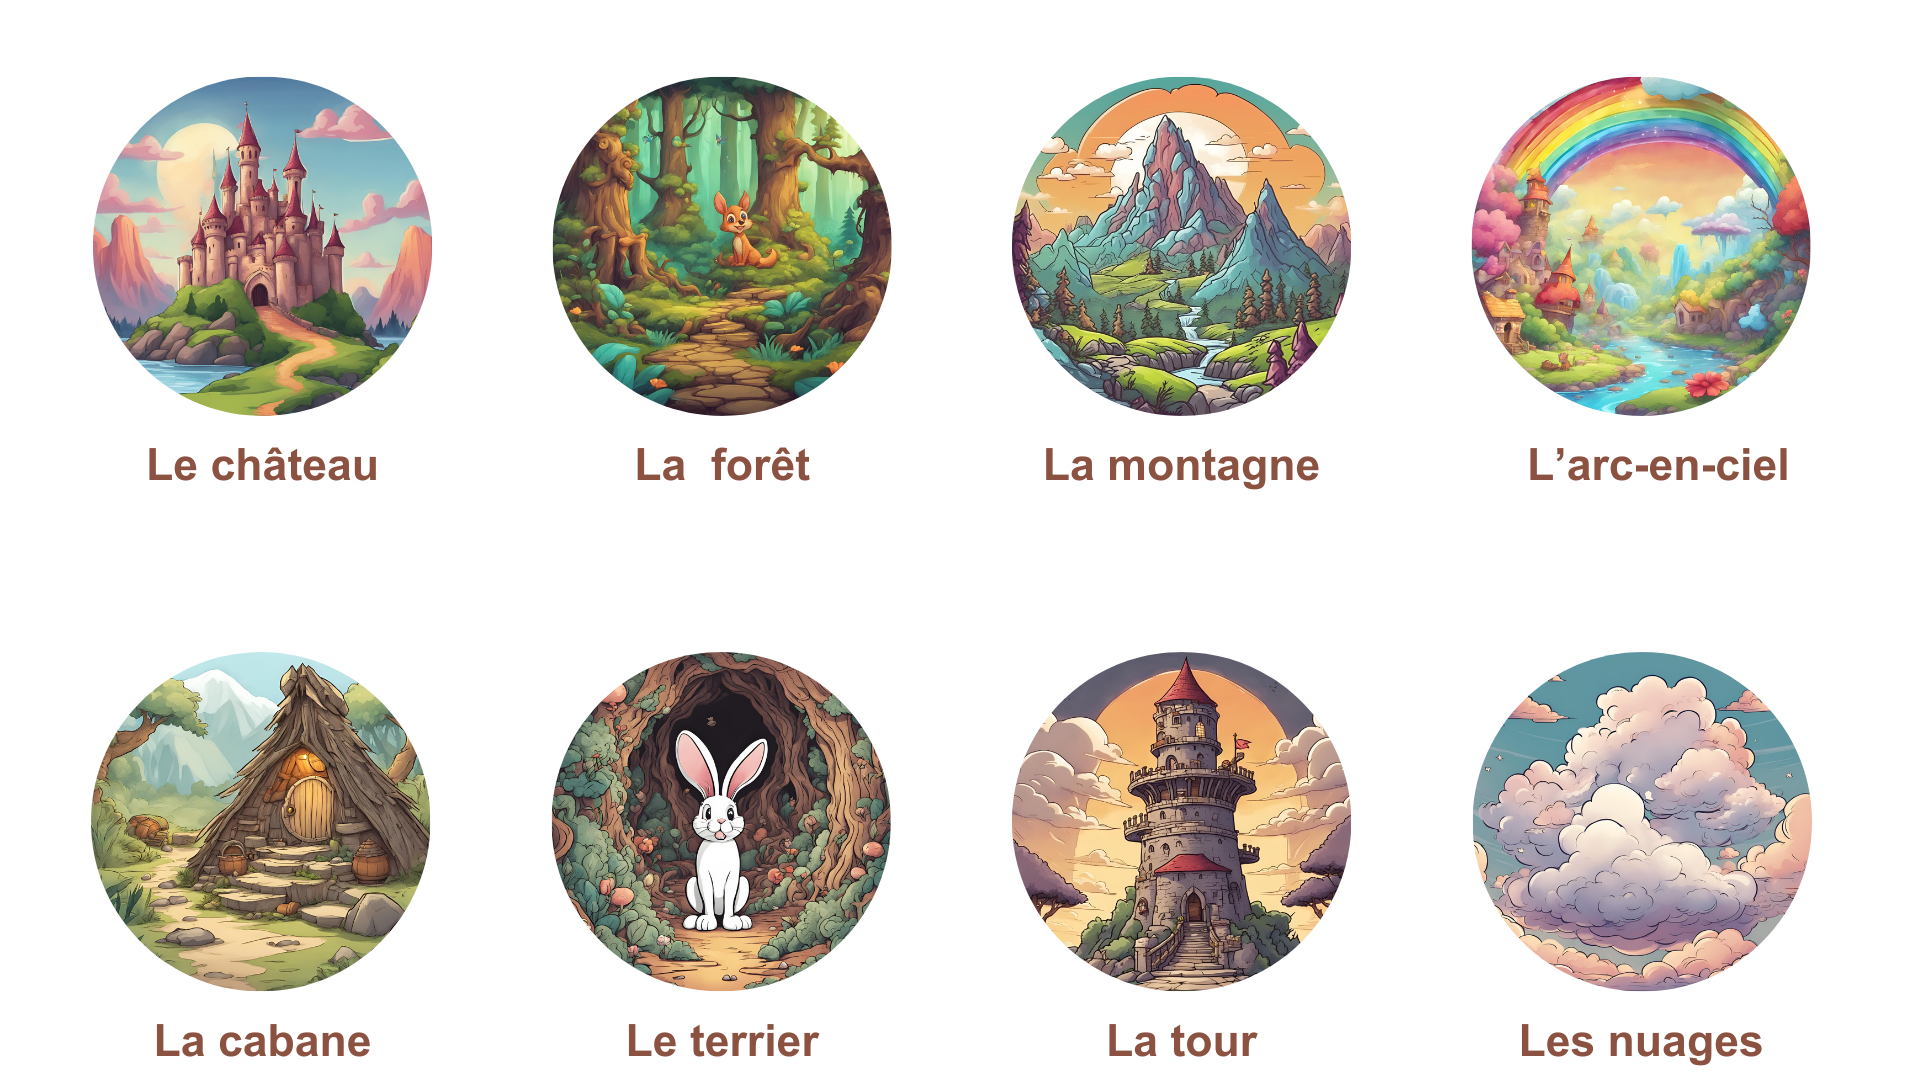 Le château
La  forêt
La montagne
L’arc-en-ciel
La cabane
Le terrier
La tour
Les nuages